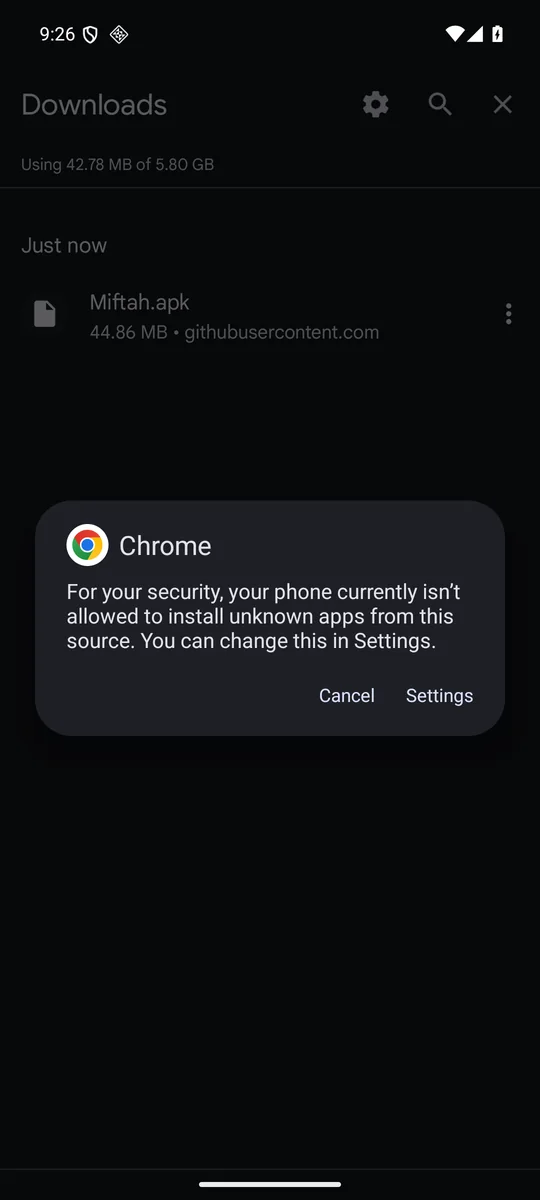 9:26
Downloads
Using 42.78 MB of 5.80 GB
Just now
Miftah.apk
44.86 MB • githubusercontent.com
Chrome
For your security, your phone currently isn’t
allowed to install unknown apps from this
source. You can change this in Settings.
Cancel
Settings